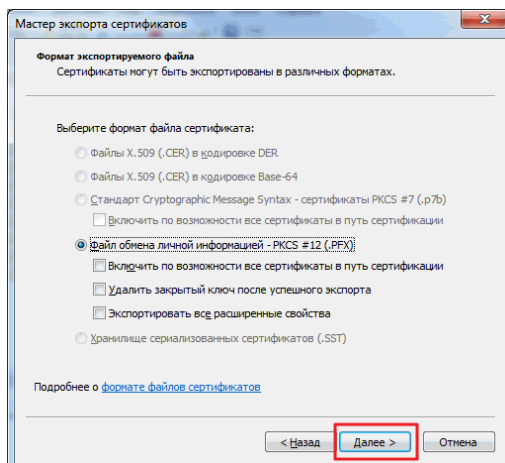 Мастер экспорта сертификатов
Формат экспортируемого файла
Сертификаты могут быть экспортированы в различных форматах.
Выберите формат файла сертификата:
Файлы X.509 (.CER) в кодировке DER
Файлы X.509 (.CER) в кодировке Base-64
Стандарт Cryptographic Message Syntax - сертификаты PKCS #7 (.p7b)
Включить по возможности все сертификаты в путь сертификации
Файл обмена личной информацией - PKCS #12 (.PFX)
Включить по возможности все сертификаты в путь сертификации
Удалить закрытый ключ после успешного экспорта
Экспортировать все расширенные свойства
Хранилище сериализованных сертификатов (.SST)
Подробнее о формате файлов сертификатов
< Назад Далее > Отмена